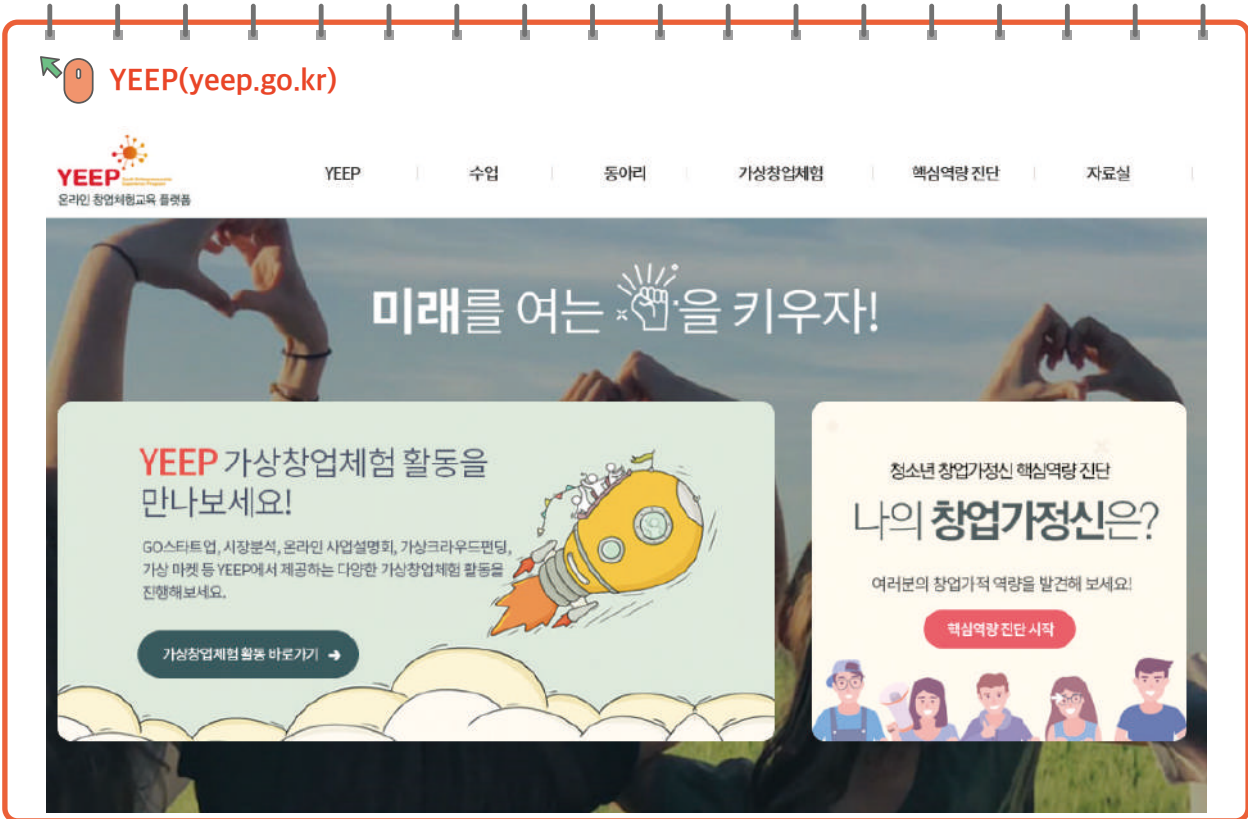 YEEP(yeep.go.kr)
YEEP
온라인 창업체험교육 플랫폼
YEEP
수업
동아리
가상창업체험
핵심역량 진단
자료실
미래를 여는 을 키우자!
YEEP 가상창업체험 활동을
만나보세요!
GO스타트업, 시장분석, 온라인 사업설명회, 가상크라우드펀딩,
가상 마켓 등 YEEP에서 제공하는 다양한 가상창업체험 활동을
진행해보세요.
가상창업체험 활동 바로가기
청소년 창업가정신 핵심역량 진단
나의 창업가정신은?
여러분의 창업가적 역량을 발견해 보세요!
핵심역량 진단 시작